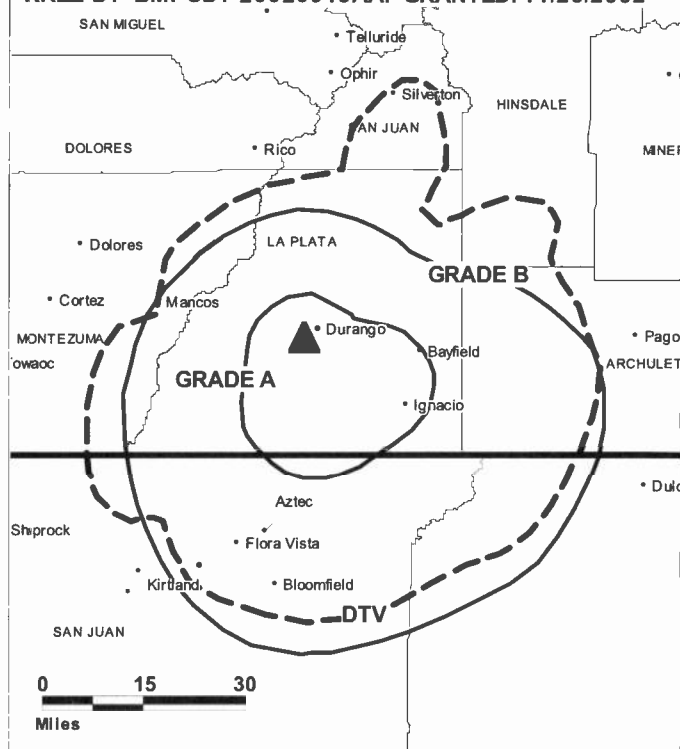 SAN MIGUEL
Telluride
Ophir
Silverton
HINSDALE
AN JUAN
DOLORES
Rico
MINER
LA PLATA
Dolores
GRADE B
Cortez
Mancos
Durango
MONTEZUMA
Pago
Bayfield
owaoc
ARCHULET
GRADE A
Ignacio
Dulc
Aztec
Shiprock
Flora Vista
Kirtland
Bloomfield
DTV
SAN JUAN
0 15 30
Miles